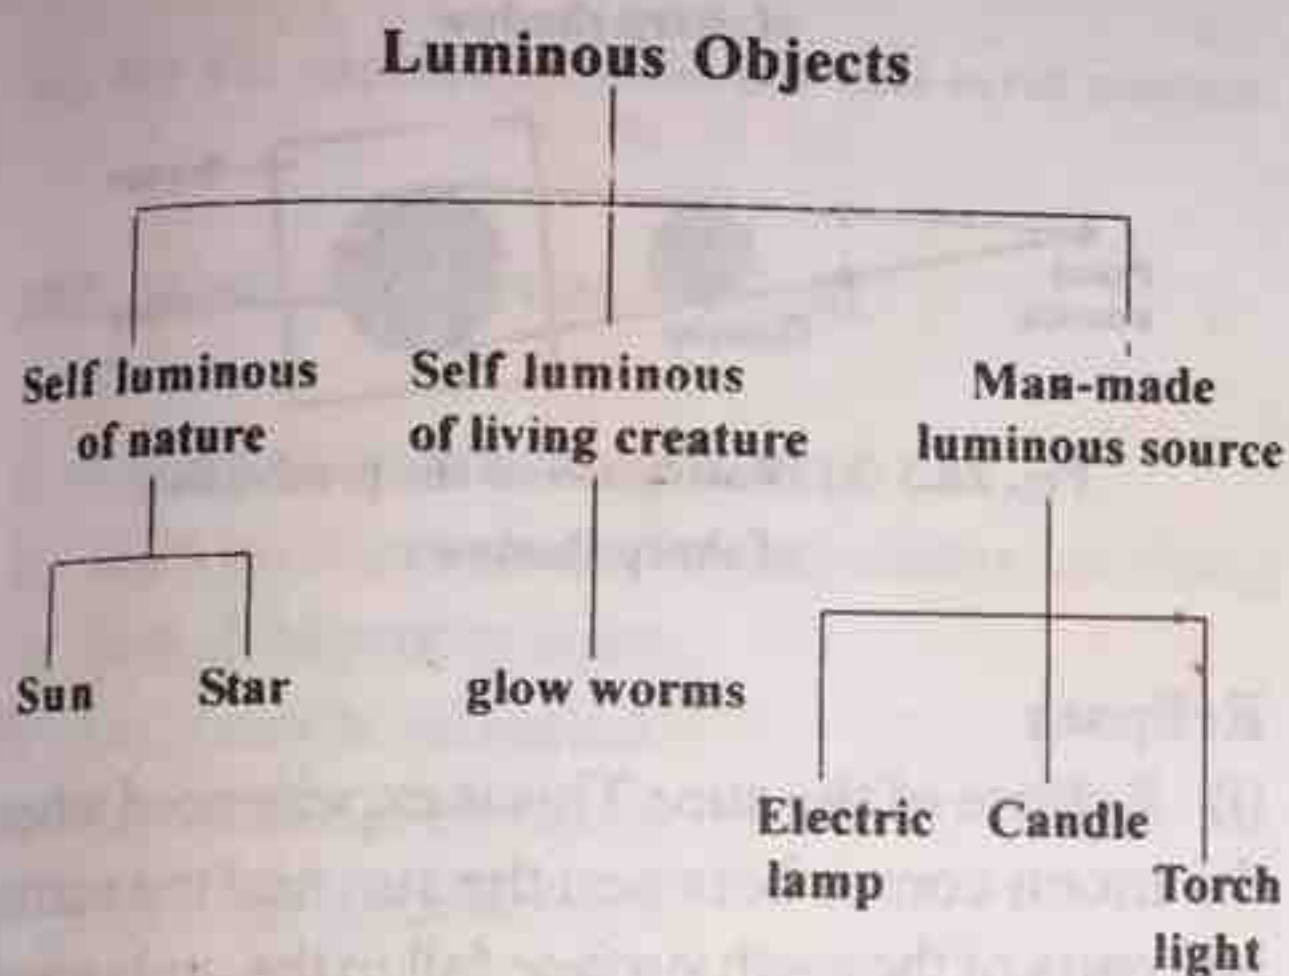 Luminous Objects
Self luminous
of nature
Self luminous
of living creature
Man-made
luminous source
Sun
Star
glow worms
Electric
lamp
Candle
Torch
light